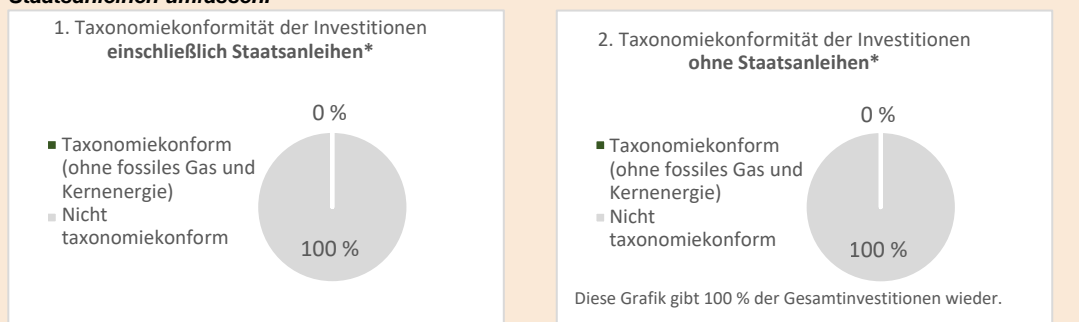 Staatsanleihen umfassen.
1. Taxonomiekonformität der Investitionen
einschließlich Staatsanleihen*
0 %
Taxonomiekonform
(ohne fossiles Gas und
Kernenergie)
Nicht
taxonomiekonform
100 %
2. Taxonomiekonformität der Investitionen
ohne Staatsanleihen*
0 %
Taxonomiekonform
(ohne fossiles Gas und
Kernenergie)
Nicht
taxonomiekonform
100 %
Diese Grafik gibt 100 % der Gesamtinvestitionen wieder.